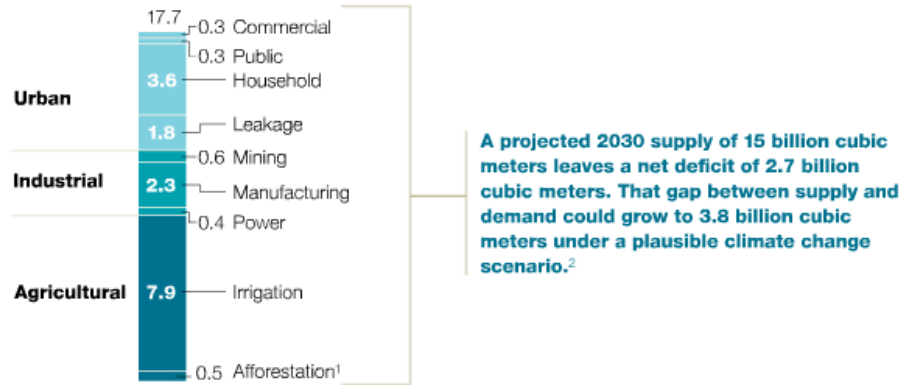 17.7
0.3 Commercial
0.3 Public
3.6 Household
Urban
1.8 Leakage
0.6 Mining
Industrial
2.3 Manufacturing
0.4 Power
Agricultural
7.9 Irrigation
0.5 Afforestation¹
A projected 2030 supply of 15 billion cubic
meters leaves a net deficit of 2.7 billion
cubic meters. That gap between supply and
demand could grow to 3.8 billion cubic
meters under a plausible climate change
scenario.²